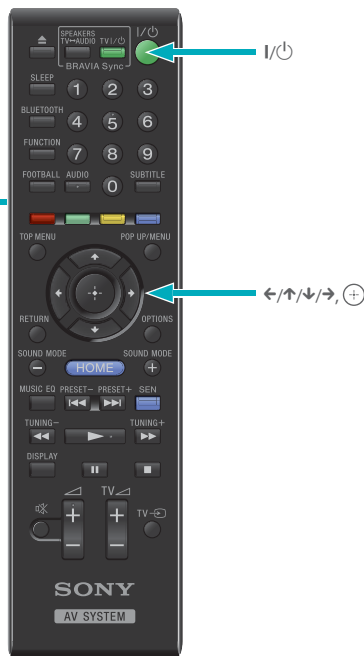 SPEAKERS
TV↔AUDIO TV I/⏻ I/⏻
BRAVIA Sync
I/⏻
SLEEP
1 2 3
BLUETOOTH
4 5 6
FUNCTION
7 8 9
FOOTBALL AUDIO 0 SUBTITLE
TOP MENU POP UP/MENU
←/↑/↓/→, ⊕
RETURN OPTIONS
SOUND MODE SOUND MODE
– HOME +
MUSIC EQ PRESET– PRESET+ SEN
TUNING– TUNING+
DISPLAY
TV
+ +
– –
TV
SONY
AV SYSTEM